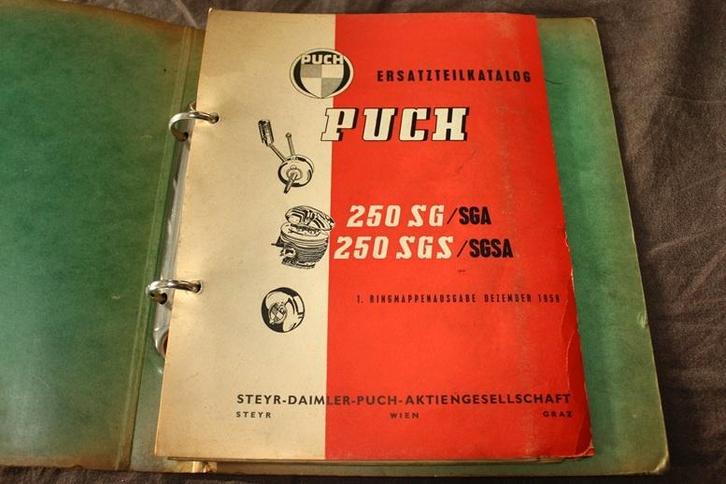 PUCH
ERSATZTEILKATALOG
PUCH
250 SG/SGA
250 SGS/SGSA
1. RINGMAPPENAUSGABE DEZEMBER 1959
STEYR-DAIMLER-PUCH-AKTIENGESELLSCHAFT
STEYR WIEN GRAZ